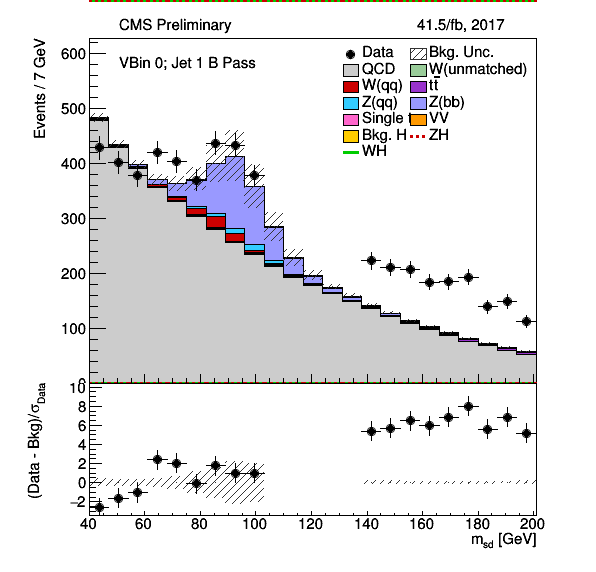 CMS Preliminary 41.5/fb, 2017
Events / 7 GeV
VBin 0; Jet 1 B Pass
Data Bkg. Unc.
QCD W(unmatched)
W(qq) tt̄
Z(qq) Z(bb)
Single VV
Bkg. H ZH
WH
600
500
400
300
200
100
(Data - Bkg)/σData
10
8
6
4
2
0
−2
40 60 80 100 120 140 160 180 200
msd [GeV]